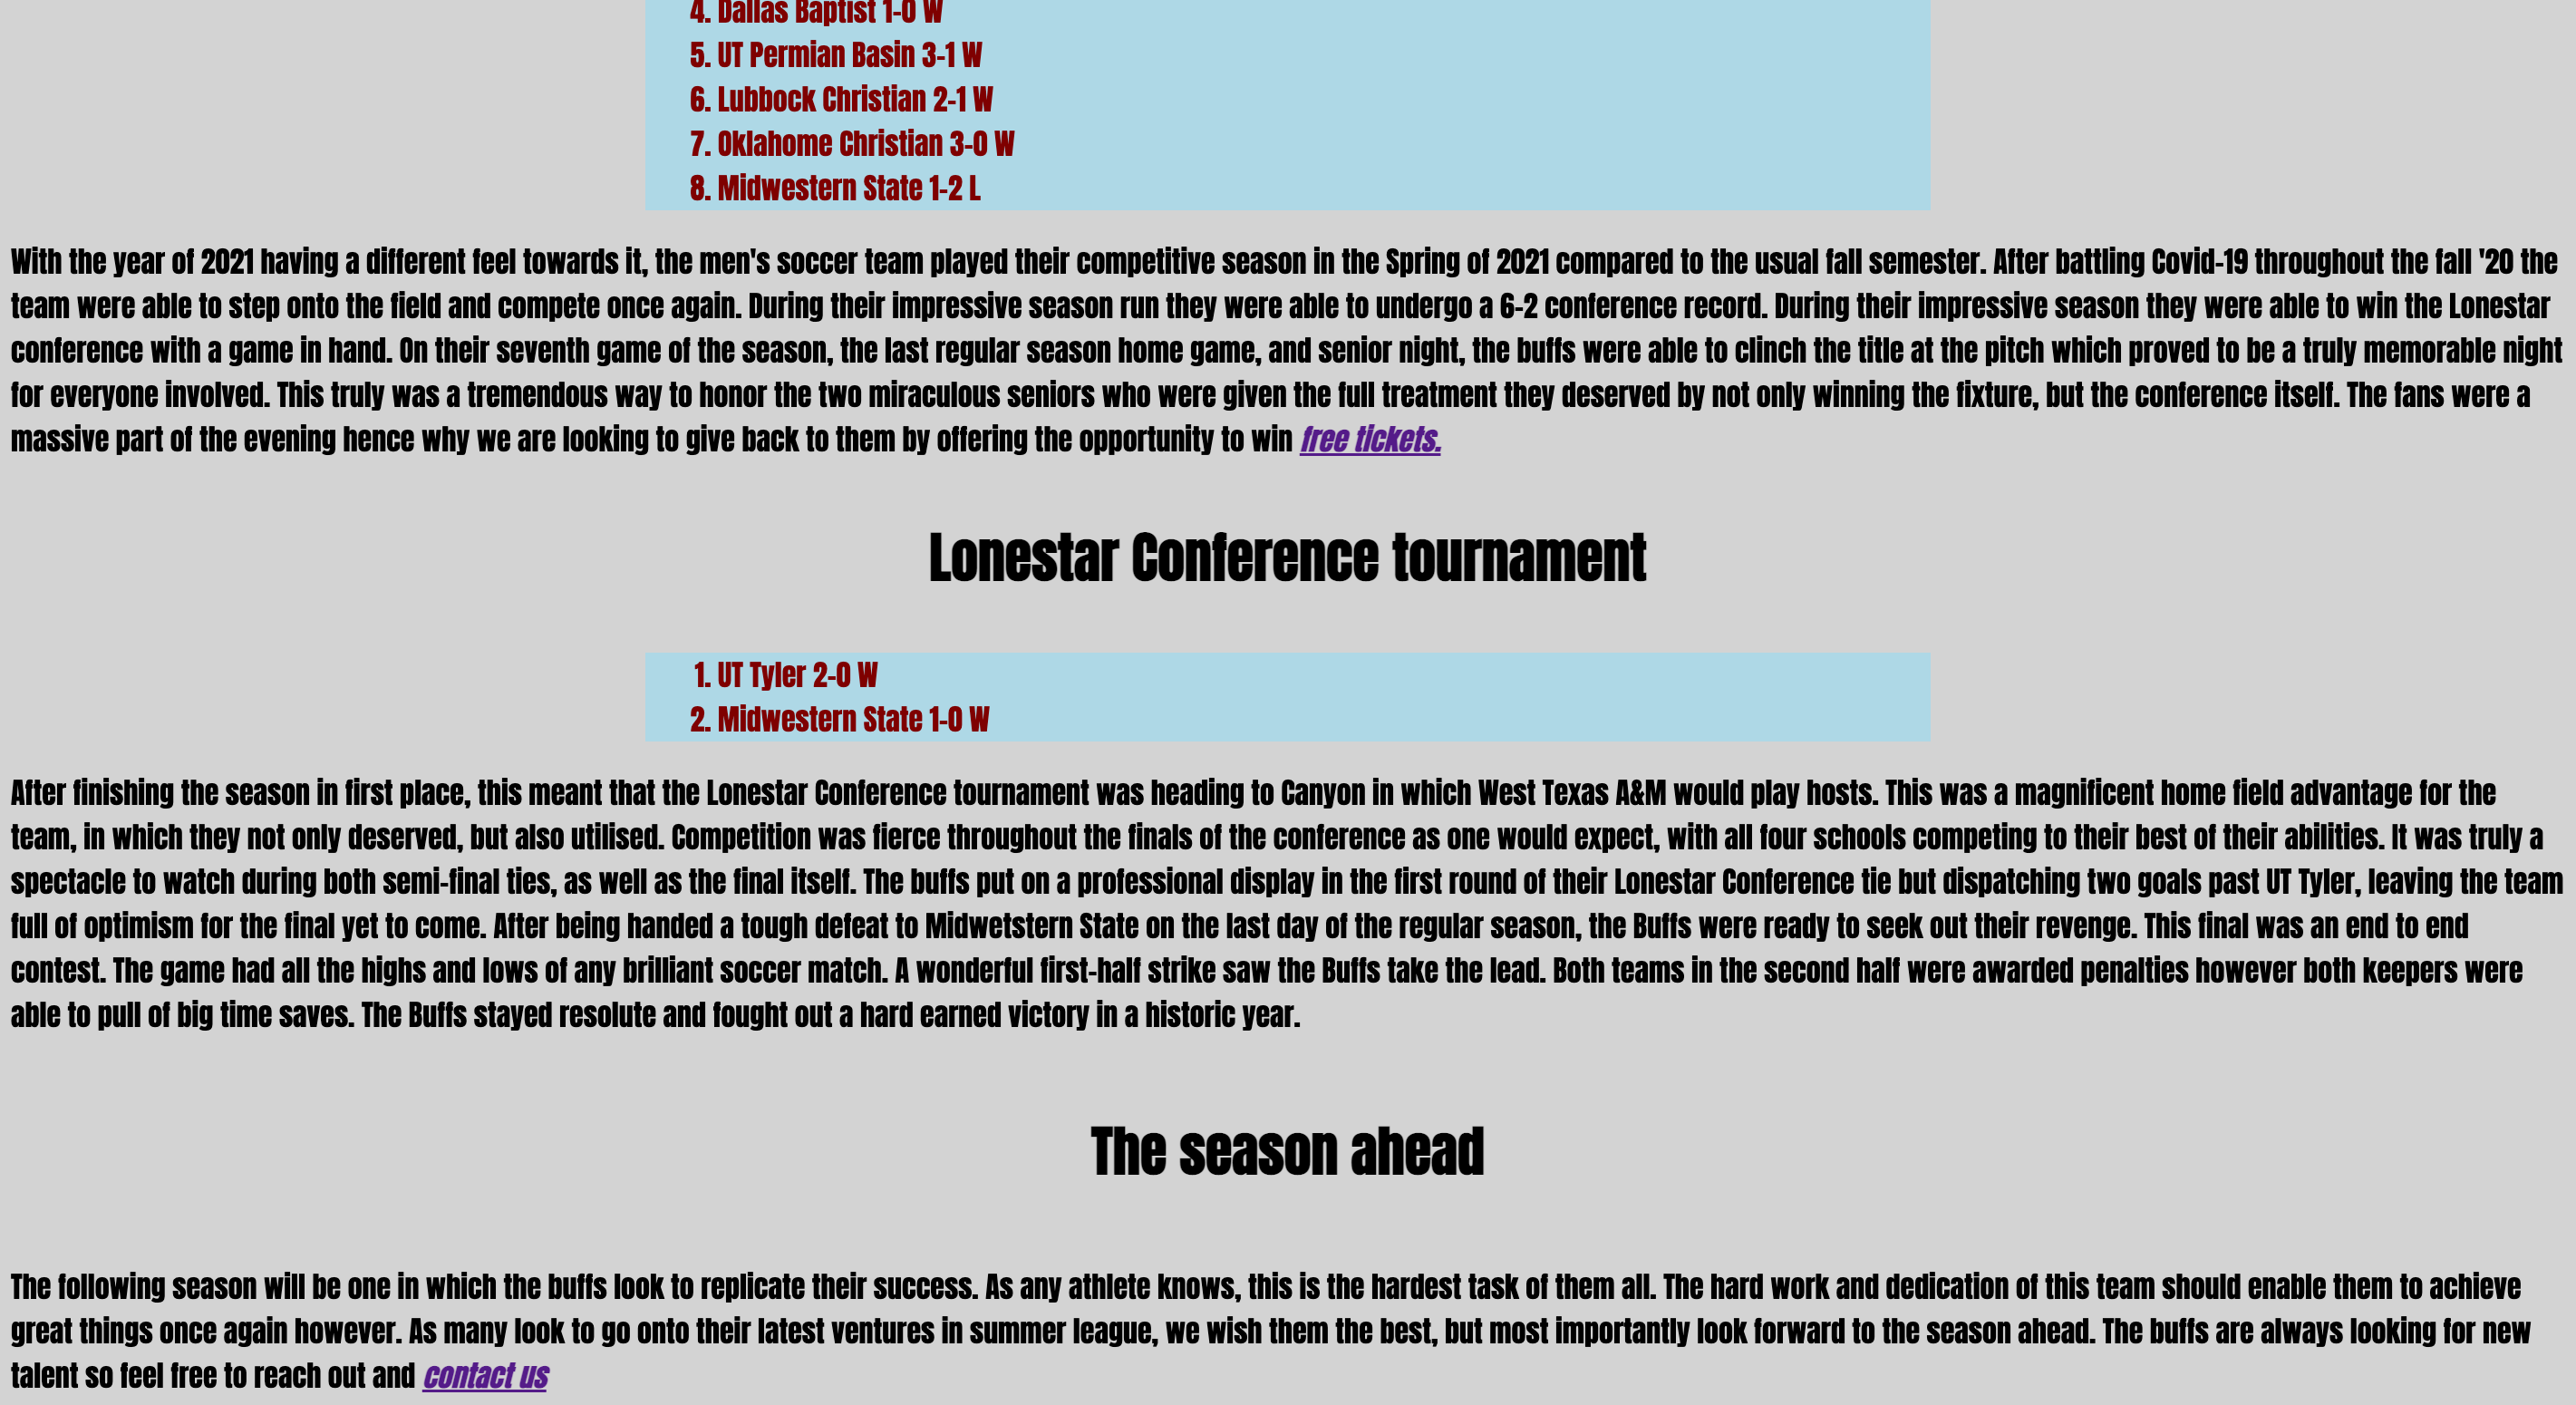 4. Dallas Baptist 1-0 W
5. UT Permian Basin 3-1 W
6. Lubbock Christian 2-1 W
7. Oklahome Christian 3-0 W
8. Midwestern State 1-2 L
With the year of 2021 having a different feel towards it, the men's soccer team played their competitive season in the Spring of 2021 compared to the usual fall semester. After battling Covid-19 throughout the fall '20 the
team were able to step onto the field and compete once again. During their impressive season run they were able to undergo a 6-2 conference record. During their impressive season they were able to win the Lonestar
conference with a game in hand. On their seventh game of the season, the last regular season home game, and senior night, the buffs were able to clinch the title at the pitch which proved to be a truly memorable night
for everyone involved. This truly was a tremendous way to honor the two miraculous seniors who were given the full treatment they deserved by not only winning the fixture, but the conference itself. The fans were a
massive part of the evening hence why we are looking to give back to them by offering the opportunity to win free tickets.
Lonestar Conference tournament
1. UT Tyler 2-0 W
2. Midwestern State 1-0 W
After finishing the season in first place, this meant that the Lonestar Conference tournament was heading to Canyon in which West Texas A&M would play hosts. This was a magnificent home field advantage for the
team, in which they not only deserved, but also utilised. Competition was fierce throughout the finals of the conference as one would expect, with all four schools competing to their best of their abilities. It was truly a
spectacle to watch during both semi-final ties, as well as the final itself. The buffs put on a professional display in the first round of their Lonestar Conference tie but dispatching two goals past UT Tyler, leaving the team
full of optimism for the final yet to come. After being handed a tough defeat to Midwetstern State on the last day of the regular season, the Buffs were ready to seek out their revenge. This final was an end to end
contest. The game had all the highs and lows of any brilliant soccer match. A wonderful first-half strike saw the Buffs take the lead. Both teams in the second half were awarded penalties however both keepers were
able to pull of big time saves. The Buffs stayed resolute and fought out a hard earned victory in a historic year.
The season ahead
The following season will be one in which the buffs look to replicate their success. As any athlete knows, this is the hardest task of them all. The hard work and dedication of this team should enable them to achieve
great things once again however. As many look to go onto their latest ventures in summer league, we wish them the best, but most importantly look forward to the season ahead. The buffs are always looking for new
talent so feel free to reach out and contact us